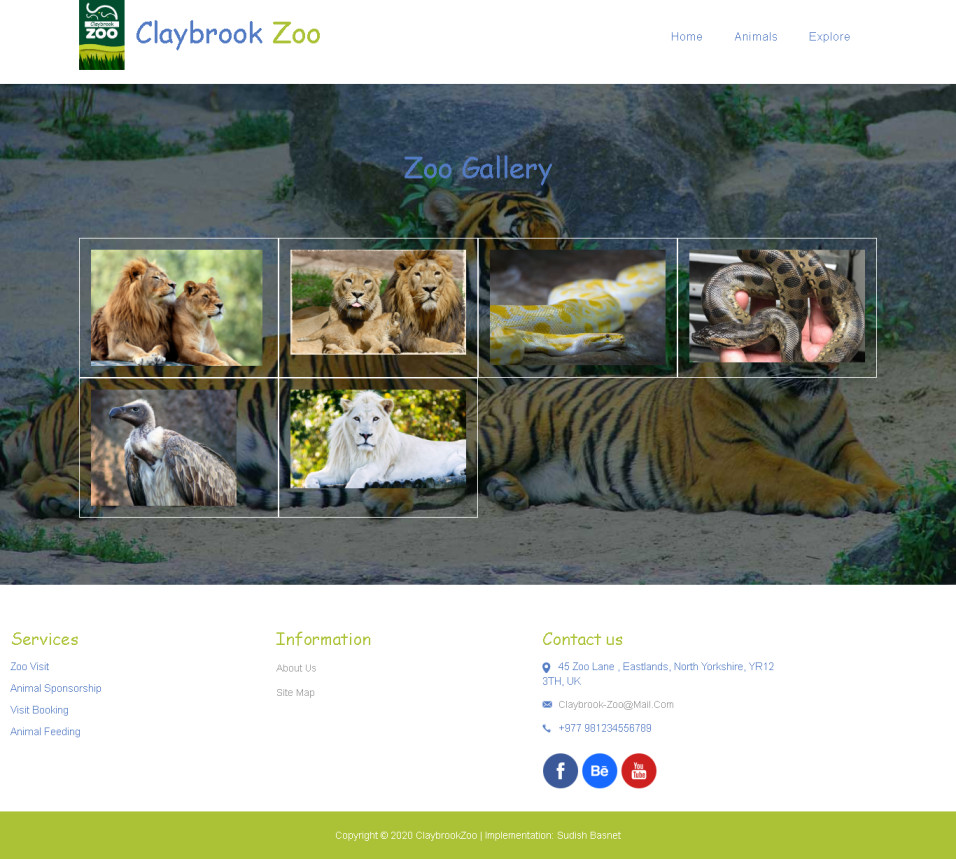 Claybrook
ZOO
Claybrook Zoo
Home Animals Explore
Zoo Gallery
Services
Zoo Visit
Animal Sponsorship
Visit Booking
Animal Feeding
Information
About Us
Site Map
Contact us
45 Zoo Lane , Eastlands, North Yorkshire, YR12
3TH, UK
Claybrook-Zoo@Mail.Com
+977 981234556789
f
Bē
You
Tube
Copyright © 2020 ClaybrookZoo | Implementation: Sudish Basnet